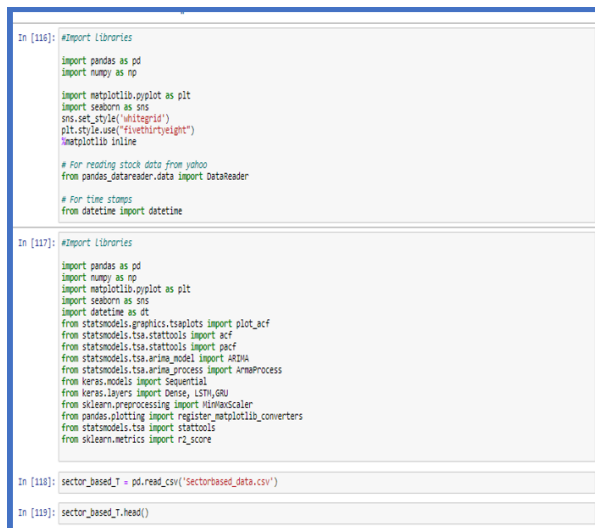 In [116]: #Import libraries
import pandas as pd
import numpy as np
import matplotlib.pyplot as plt
import seaborn as sns
sns.set_style('whitegrid')
plt.style.use("fivethirtyeight")
%matplotlib inline
# For reading stock data from yahoo
from pandas_datareader.data import DataReader
# For time stamps
from datetime import datetime
In [117]: #Import libraries
import pandas as pd
import numpy as np
import matplotlib.pyplot as plt
import seaborn as sns
import datetime as dt
from statsmodels.graphics.tsaplots import plot_acf
from statsmodels.tsa.stattools import acf
from statsmodels.tsa.stattools import pacf
from statsmodels.tsa.arima_model import ARIMA
from statsmodels.tsa.arima_process import ArmaProcess
from keras.models import Sequential
from keras.layers import Dense, LSTM,GRU
from sklearn.preprocessing import MinMaxScaler
from pandas.plotting import register_matplotlib_converters
from statsmodels.tsa import stattools
from sklearn.metrics import r2_score
In [118]: sector_based_T = pd.read_csv('Sectorbased_data.csv')
In [119]: sector_based_T.head()